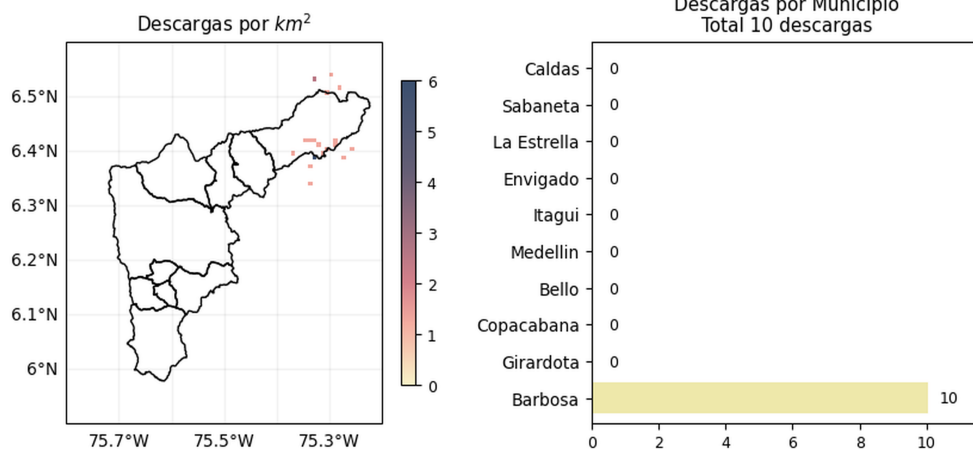 Descargas por km²
6.5°N
6.4°N
6.3°N
6.2°N
6.1°N
6°N
75.7°W 75.5°W 75.3°W
6
5
4
3
2
1
0
Descargas por Municipio
Total 10 descargas
Caldas 0
Sabaneta 0
La Estrella 0
Envigado 0
Itagui 0
Medellin 0
Bello 0
Copacabana 0
Girardota 0
Barbosa 10
0 2 4 6 8 10